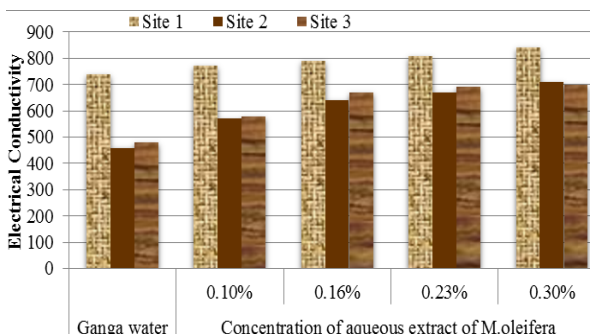 Site 1 Site 2 Site 3
900
800
700
600
500
400
300
200
100
0
Electrical Conductivity
0.10% 0.16% 0.23% 0.30%
Ganga water Concentration of aqueous extract of M.oleifera